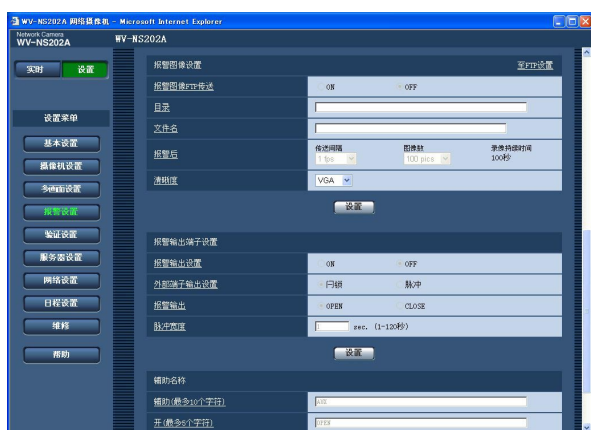 WV-NS202A 网络摄像机 - Microsoft Internet Explorer
Network Camera
WV-NS202A
WV-NS202A
实时
设置
设置菜单
基本设置
摄像机设置
多画面设置
报警设置
验证设置
服务器设置
网络设置
日程设置
维修
帮助
报警图像设置
至FTP设置
报警图像FTP传送
ON
OFF
目录
文件名
报警后
传送间隔
图像数
录像持续时间
1 fps
100 pics
100秒
清晰度
VGA
设置
报警输出端子设置
报警输出设置
ON
OFF
外部端子输出设置
闩锁
脉冲
报警输出
OPEN
CLOSE
脉冲宽度
1
sec. (1-120秒)
设置
辅助名称
辅助(最多10个字符)
AUX
开(最多5个字符)
OPEN